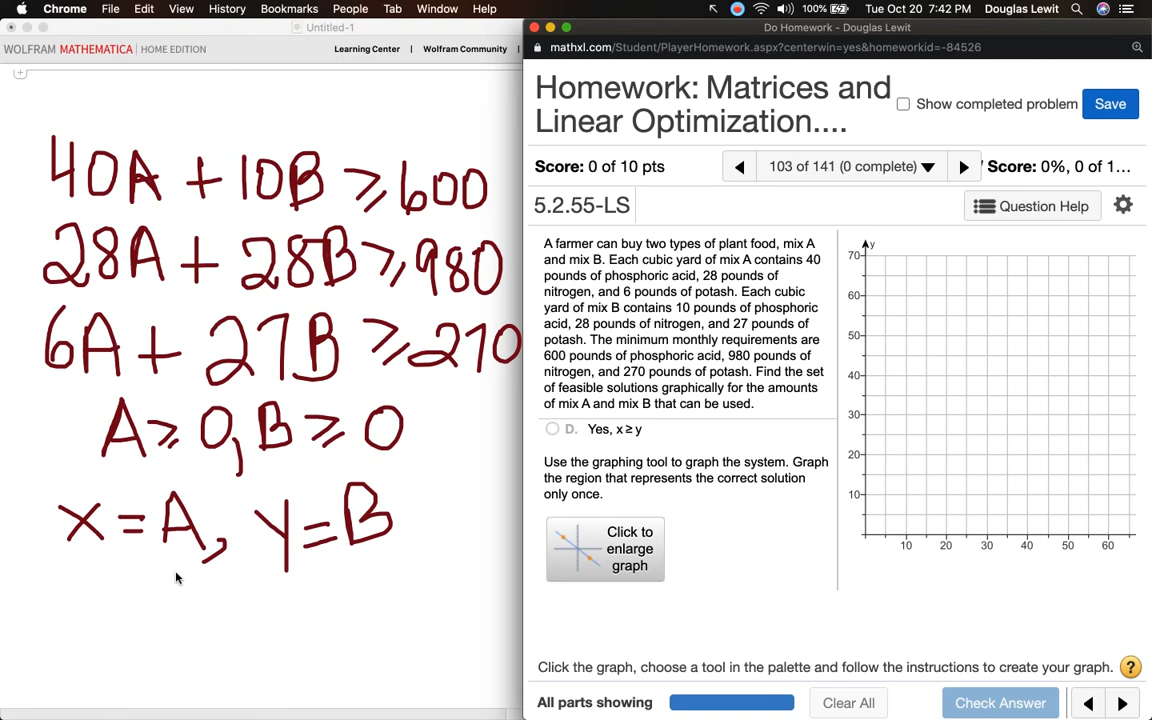 Chrome File Edit View History Bookmarks People Tab Window Help 100% Tue Oct 20 7:42 PM Douglas Lewit
Untitled-1
WOLFRAM MATHEMATICA | HOME EDITION Learning Center | Wolfram Community |
40A + 10B ⩾ 600
28A + 28B ⩾ 980
6A + 27B ⩾ 270
A ⩾ 0, B ⩾ 0
x = A, y = B
Do Homework - Douglas Lewit
mathxl.com/Student/PlayerHomework.aspx?centerwin=yes&homeworkid=-84526
Homework: Matrices and
Linear Optimization....
Show completed problem
Save
Score: 0 of 10 pts
103 of 141 (0 complete)
Score: 0%, 0 of 1...
5.2.55-LS
Question Help
A farmer can buy two types of plant food, mix A
and mix B. Each cubic yard of mix A contains 40
pounds of phosphoric acid, 28 pounds of
nitrogen, and 6 pounds of potash. Each cubic
yard of mix B contains 10 pounds of phosphoric
acid, 28 pounds of nitrogen, and 27 pounds of
potash. The minimum monthly requirements are
600 pounds of phosphoric acid, 980 pounds of
nitrogen, and 270 pounds of potash. Find the set
of feasible solutions graphically for the amounts
of mix A and mix B that can be used.
D. Yes, x ≥ y
Use the graphing tool to graph the system. Graph
the region that represents the correct solution
only once.
Click to
enlarge
graph
y
70
60
50
40
30
20
10
10 20 30 40 50 60
Click the graph, choose a tool in the palette and follow the instructions to create your graph. ?
All parts showing
Clear All
Check Answer